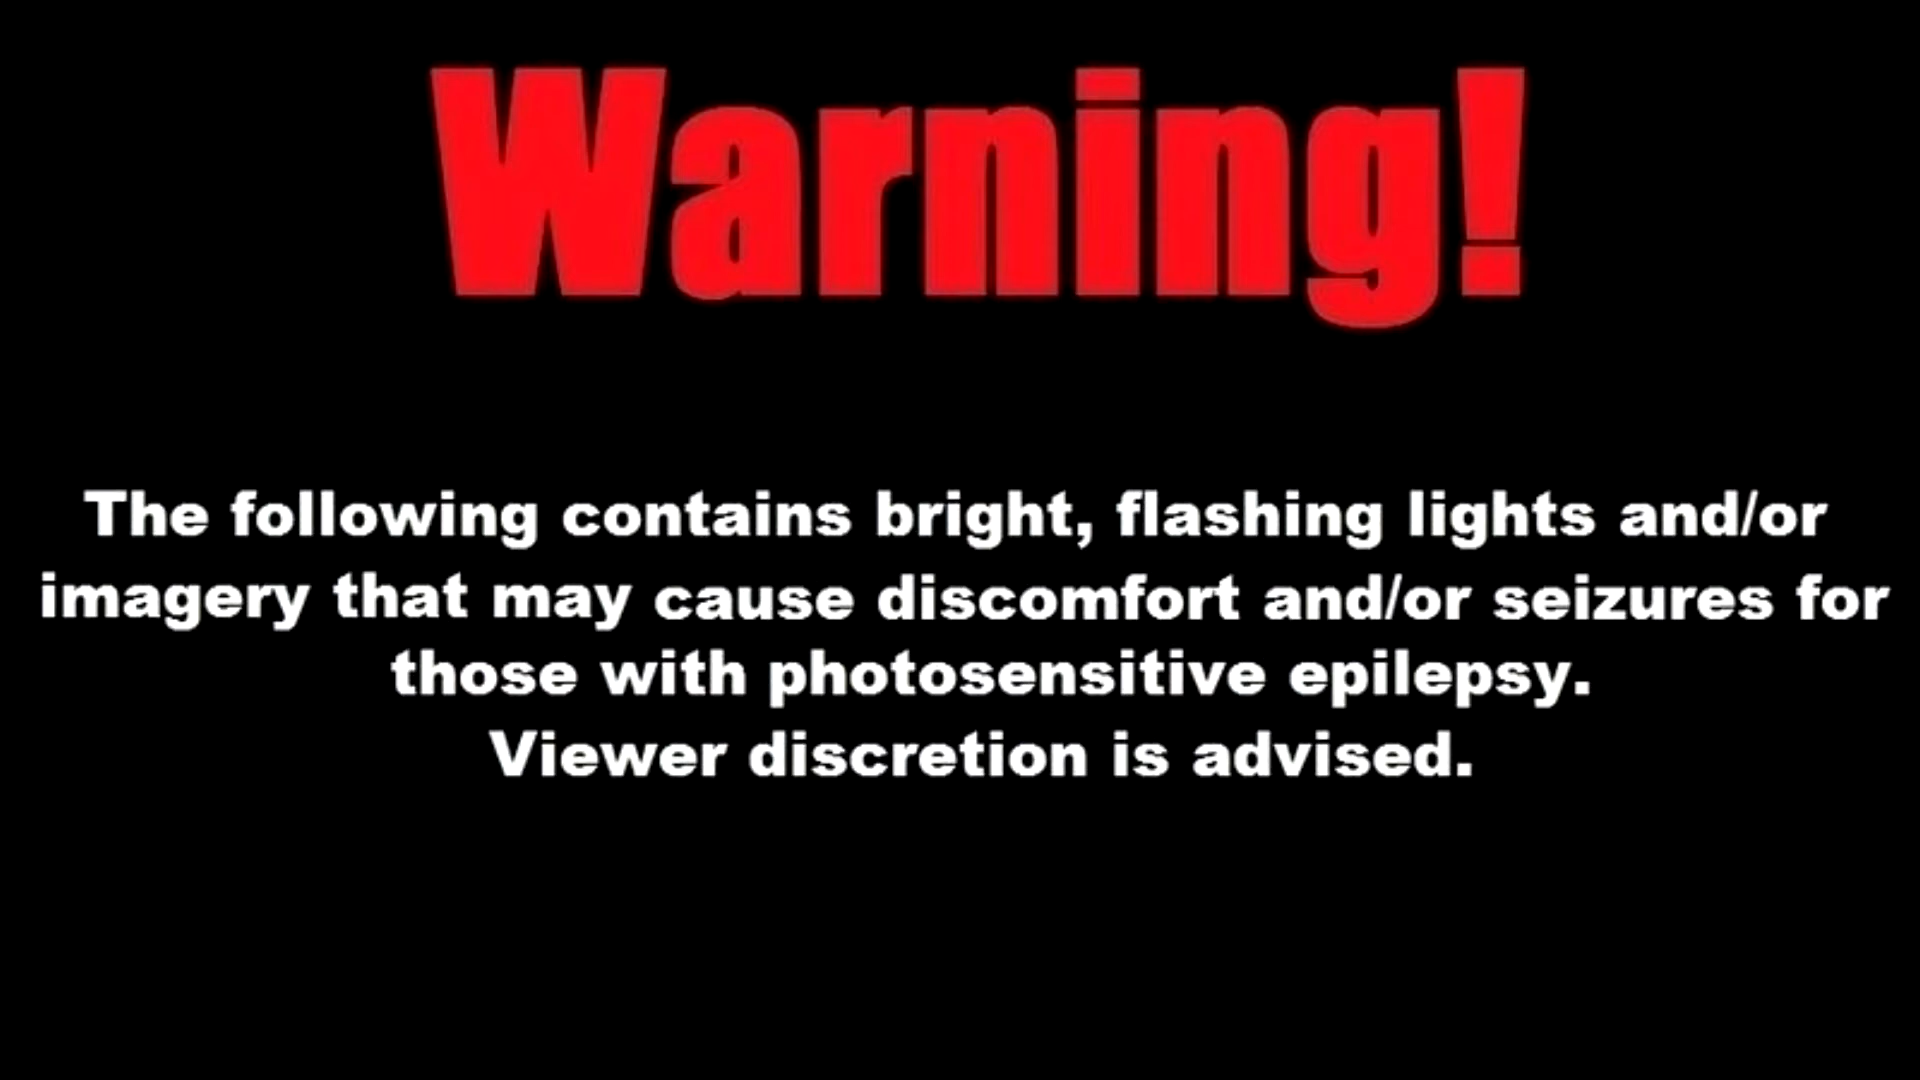 Warning!
The following contains bright, flashing lights and/or
imagery that may cause discomfort and/or seizures for
those with photosensitive epilepsy.
Viewer discretion is advised.